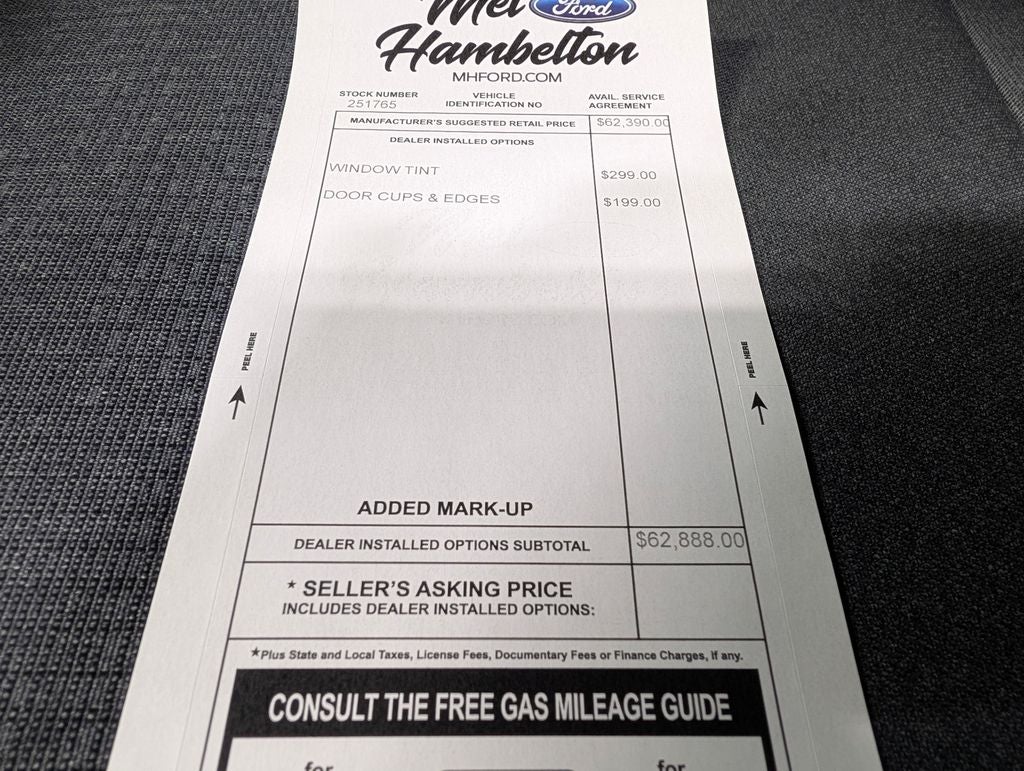 Mel Ford
Hambelton
MHFORD.COM
STOCK NUMBER VEHICLE AVAIL. SERVICE
251765 IDENTIFICATION NO AGREEMENT
MANUFACTURER'S SUGGESTED RETAIL PRICE $62,390.00
DEALER INSTALLED OPTIONS
WINDOW TINT $299.00
DOOR CUPS & EDGES $199.00
PEEL HERE
PEEL HERE
ADDED MARK-UP
DEALER INSTALLED OPTIONS SUBTOTAL $62,888.00
* SELLER'S ASKING PRICE
INCLUDES DEALER INSTALLED OPTIONS:
*Plus State and Local Taxes, License Fees, Documentary Fees or Finance Charges, if any.
CONSULT THE FREE GAS MILEAGE GUIDE
for for